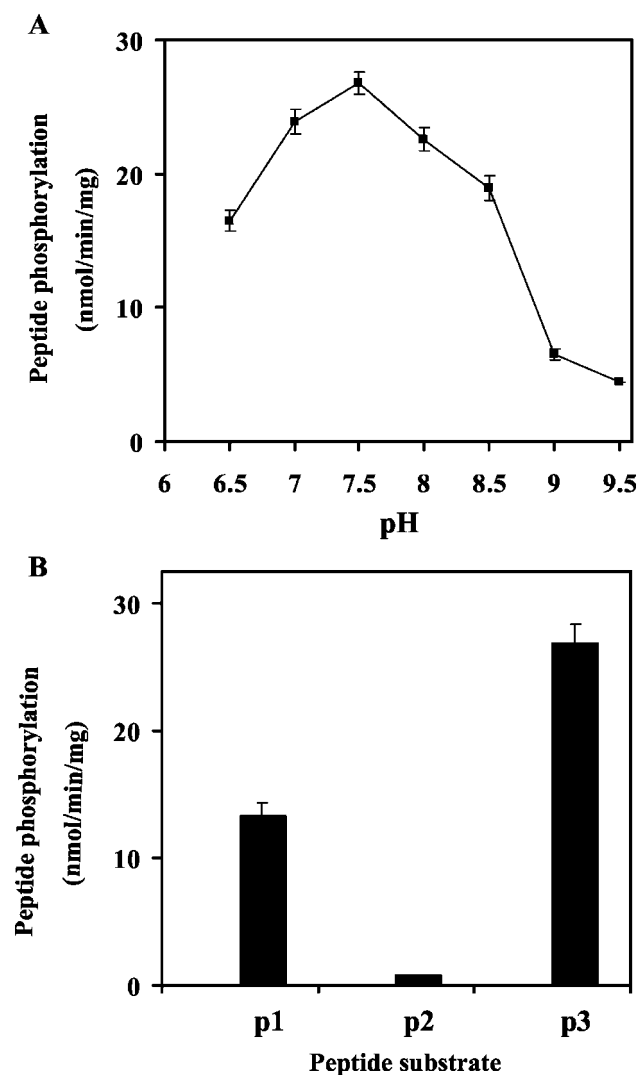 A
Peptide phosphorylation
(nmol/min/mg)
30
20
10
0
6 6.5 7 7.5 8 8.5 9 9.5
pH
B
Peptide phosphorylation
(nmol/min/mg)
30
20
10
0
p1 p2 p3
Peptide substrate